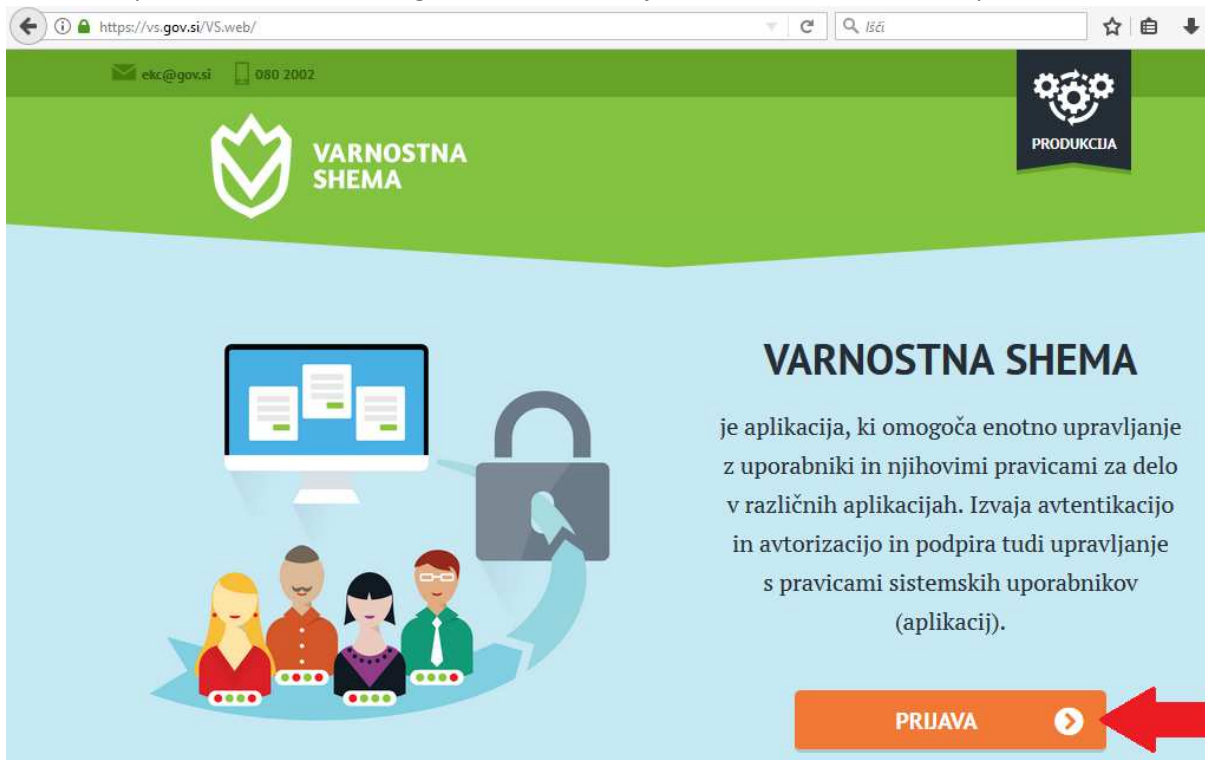 https://vs.gov.si/VS.web/
Išči
ekc@gov.si 080 2002
PRODUKCIJA
VARNOSTNA
SHEMA
VARNOSTNA SHEMA
je aplikacija, ki omogoča enotno upravljanje
z uporabniki in njihovimi pravicami za delo
v različnih aplikacijah. Izvaja avtentikacijo
in avtorizacijo in podpira tudi upravljanje
s pravicami sistemskih uporabnikov
(aplikacij).
PRIJAVA